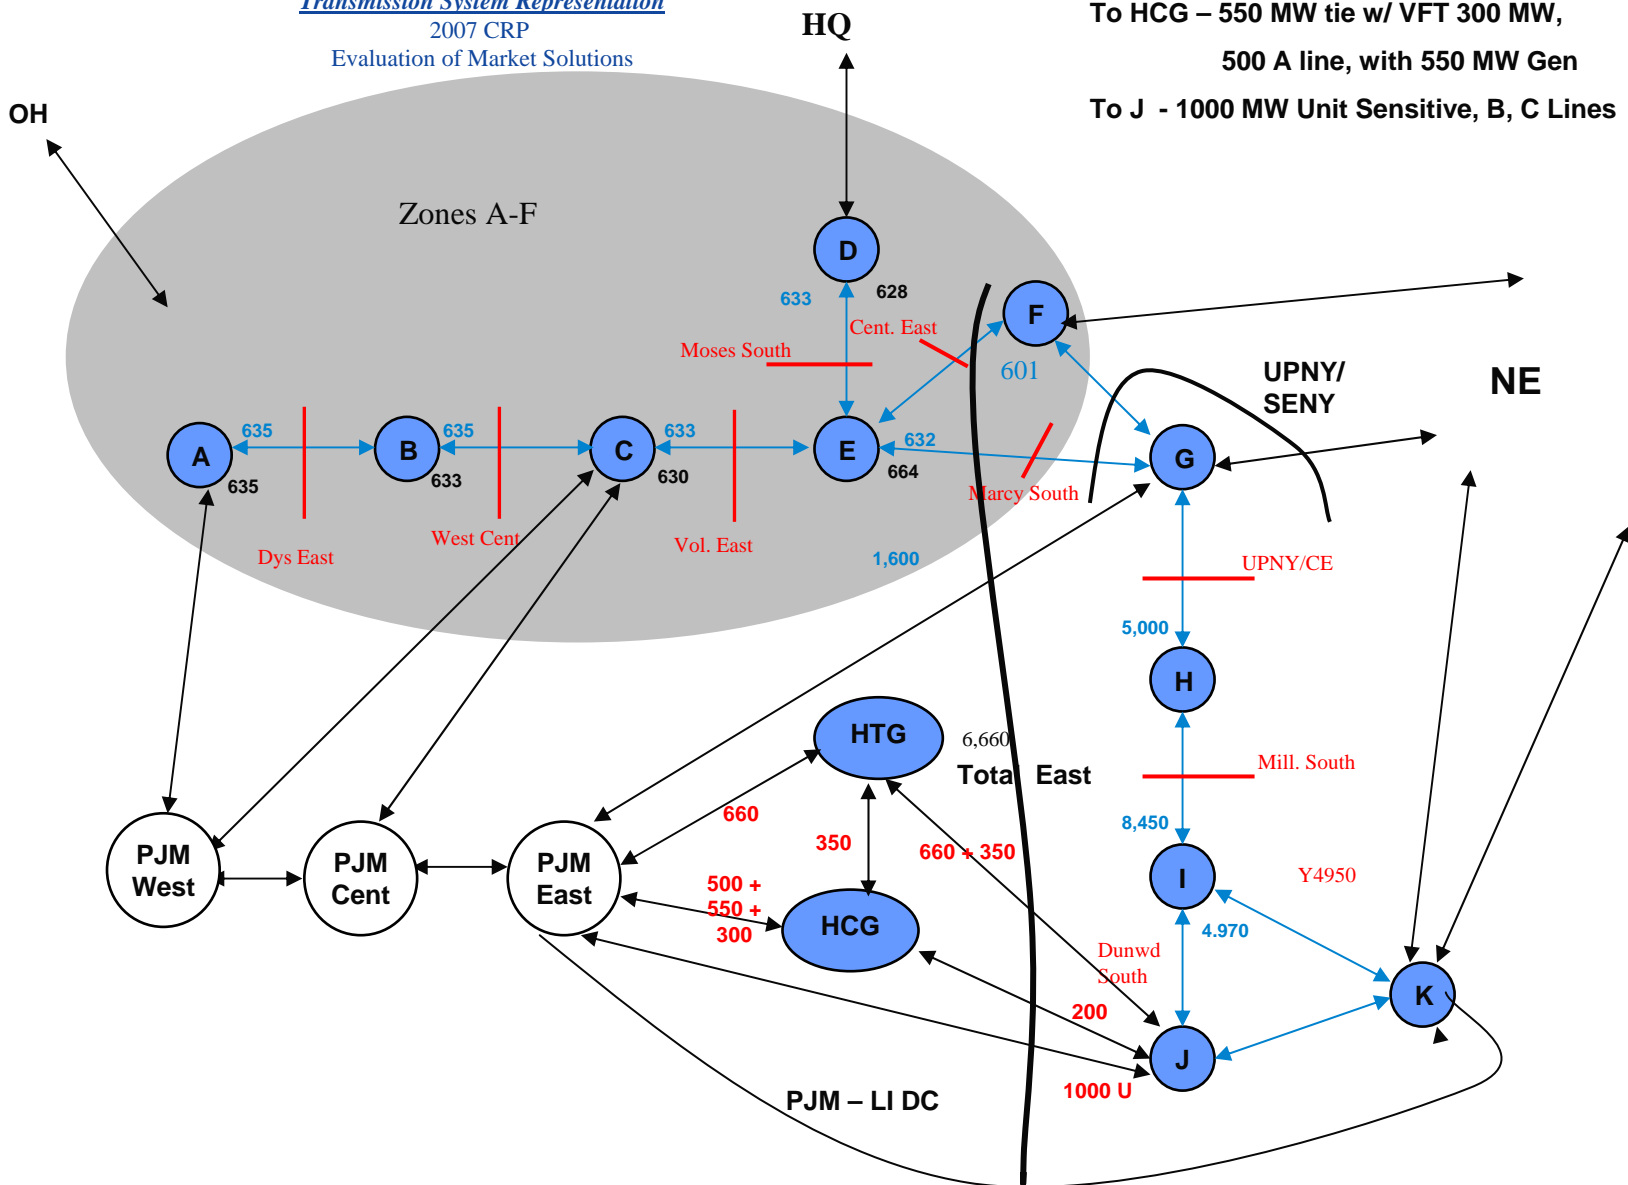 Transmission System Representation
2007 CRP
Evaluation of Market Solutions
HQ
To HCG – 550 MW tie w/ VFT 300 MW,
500 A line, with 550 MW Gen
To J - 1000 MW Unit Sensitive, B, C Lines
OH
Zones A-F
D
633
628
Cent. East
F
Moses South
601
UPNY/
SENY
NE
A
635
635
B
635
633
C
633
630
E
632
664
G
Marcy South
Dys East
West Cent
Vol. East
1,600
UPNY/CE
5,000
H
HTG
6,660
Total East
Mill. South
660
350
660 + 350
8,450
PJM
West
PJM
Cent
PJM
East
500 +
550 +
300
HCG
I
Y4950
4.970
Dunwd
South
K
200
J
1000 U
PJM – LI DC